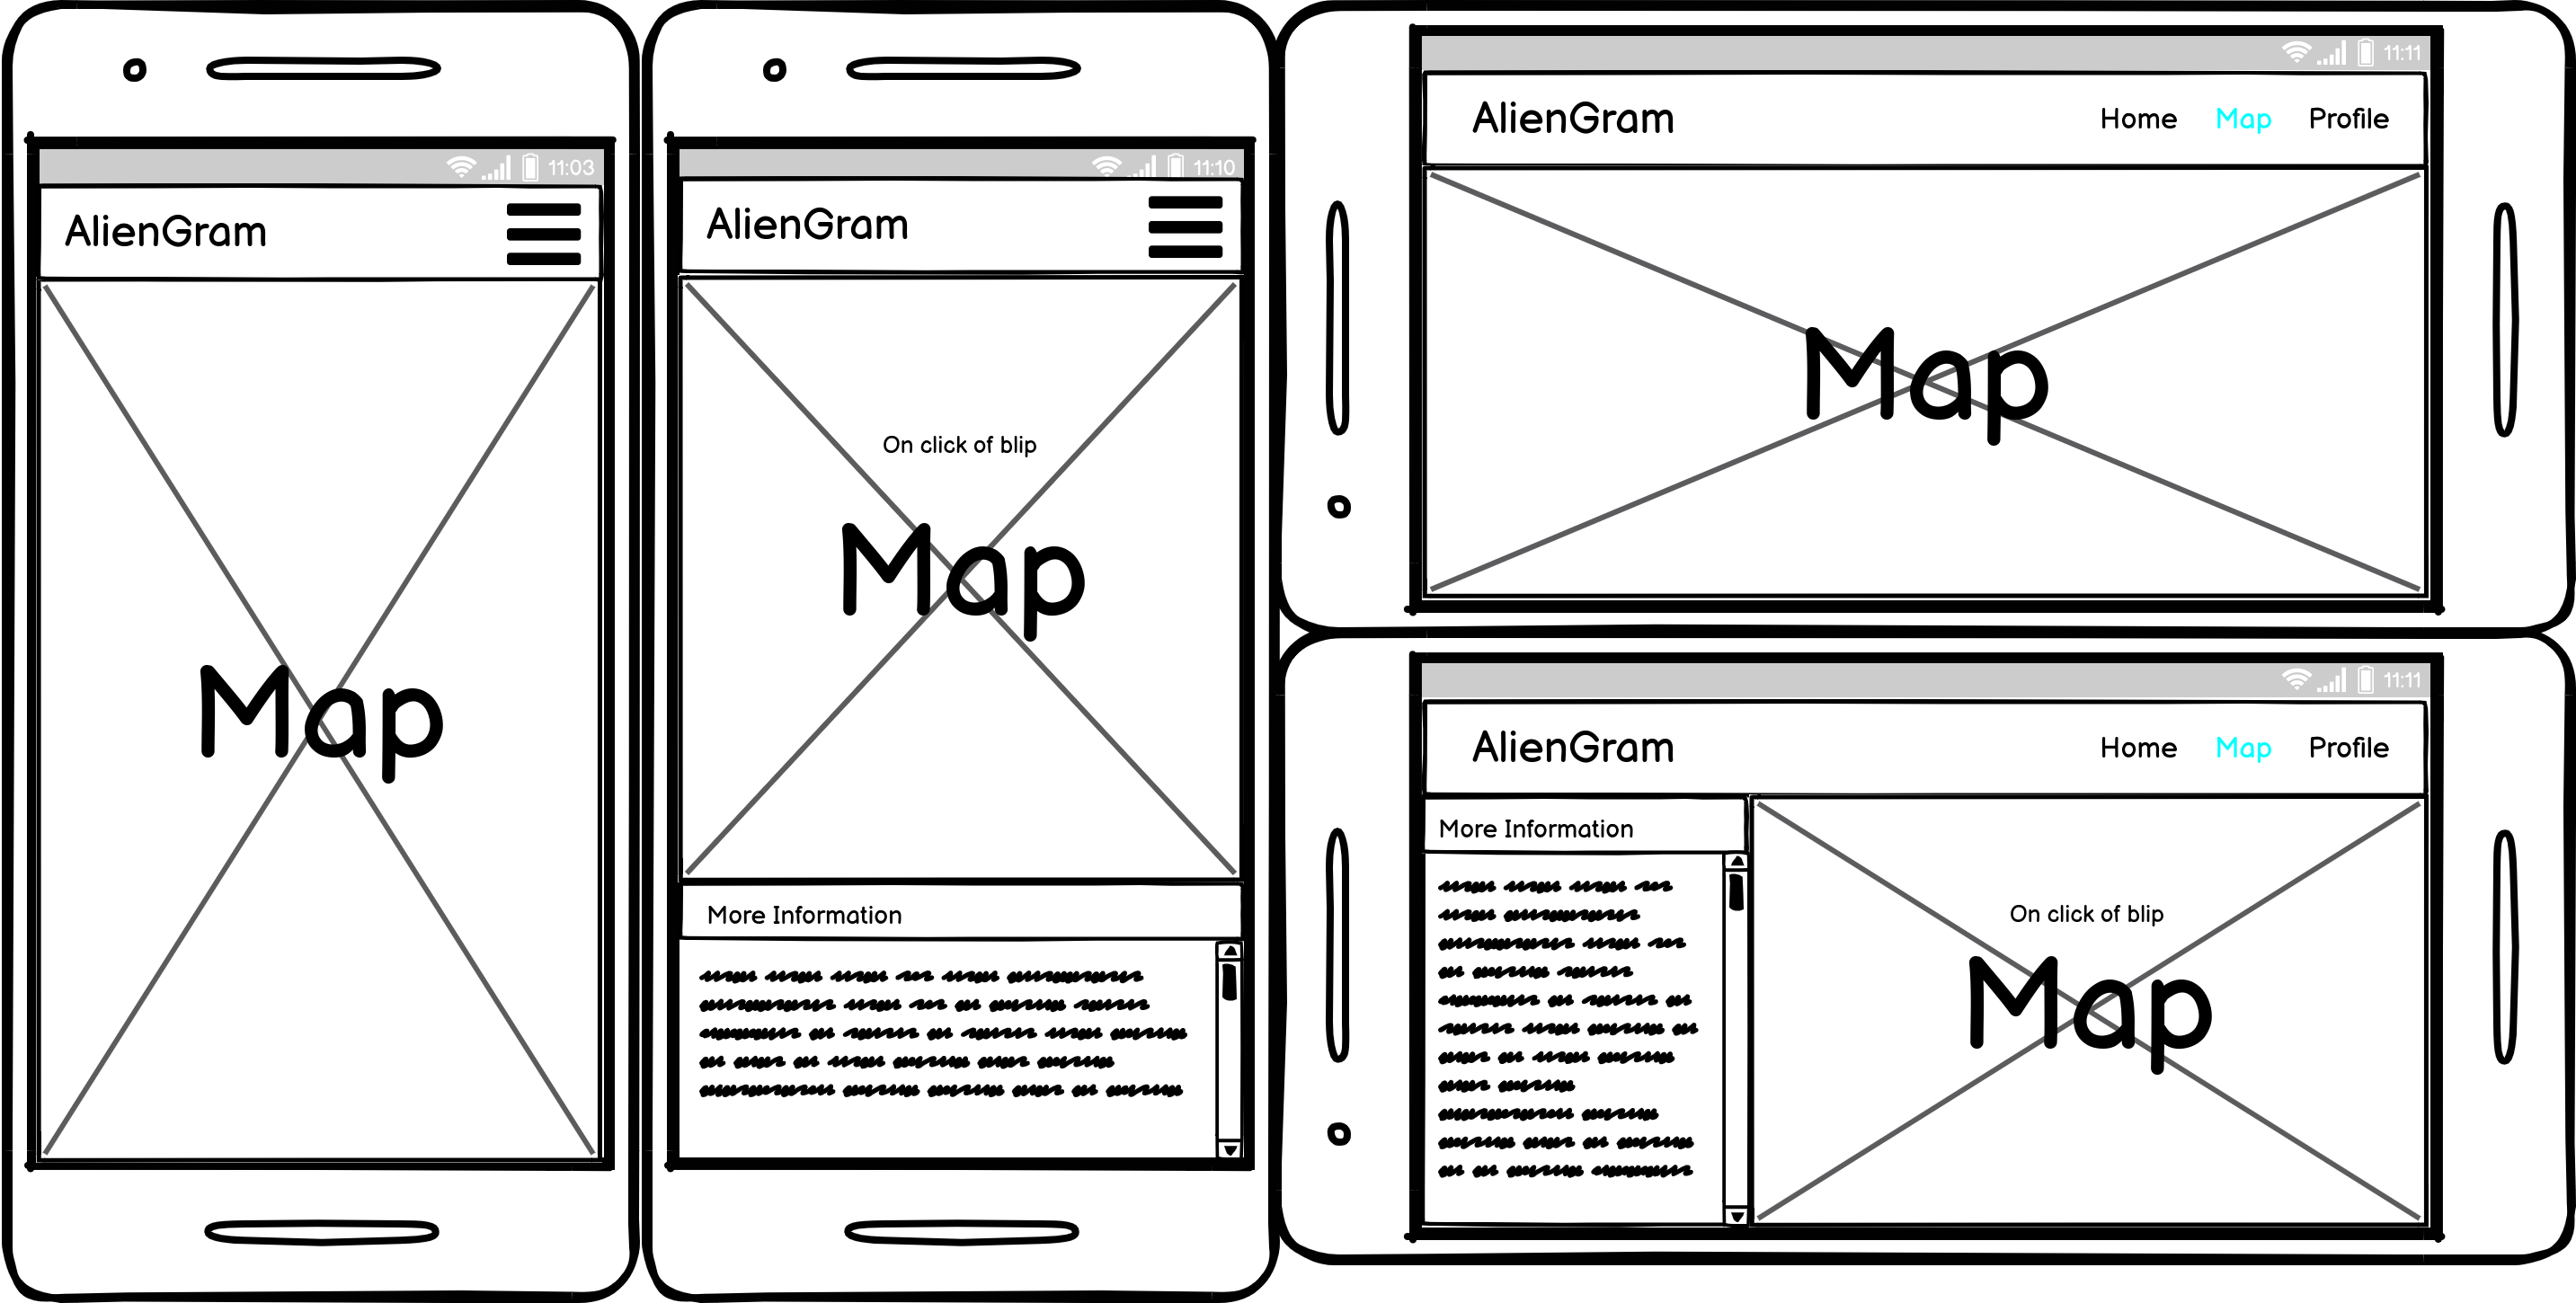 11:03
AlienGram
Map
11:10
AlienGram
On click of blip
Map
More Information
11:11
AlienGram Home Map Profile
Map
11:11
AlienGram Home Map Profile
More Information
On click of blip
Map